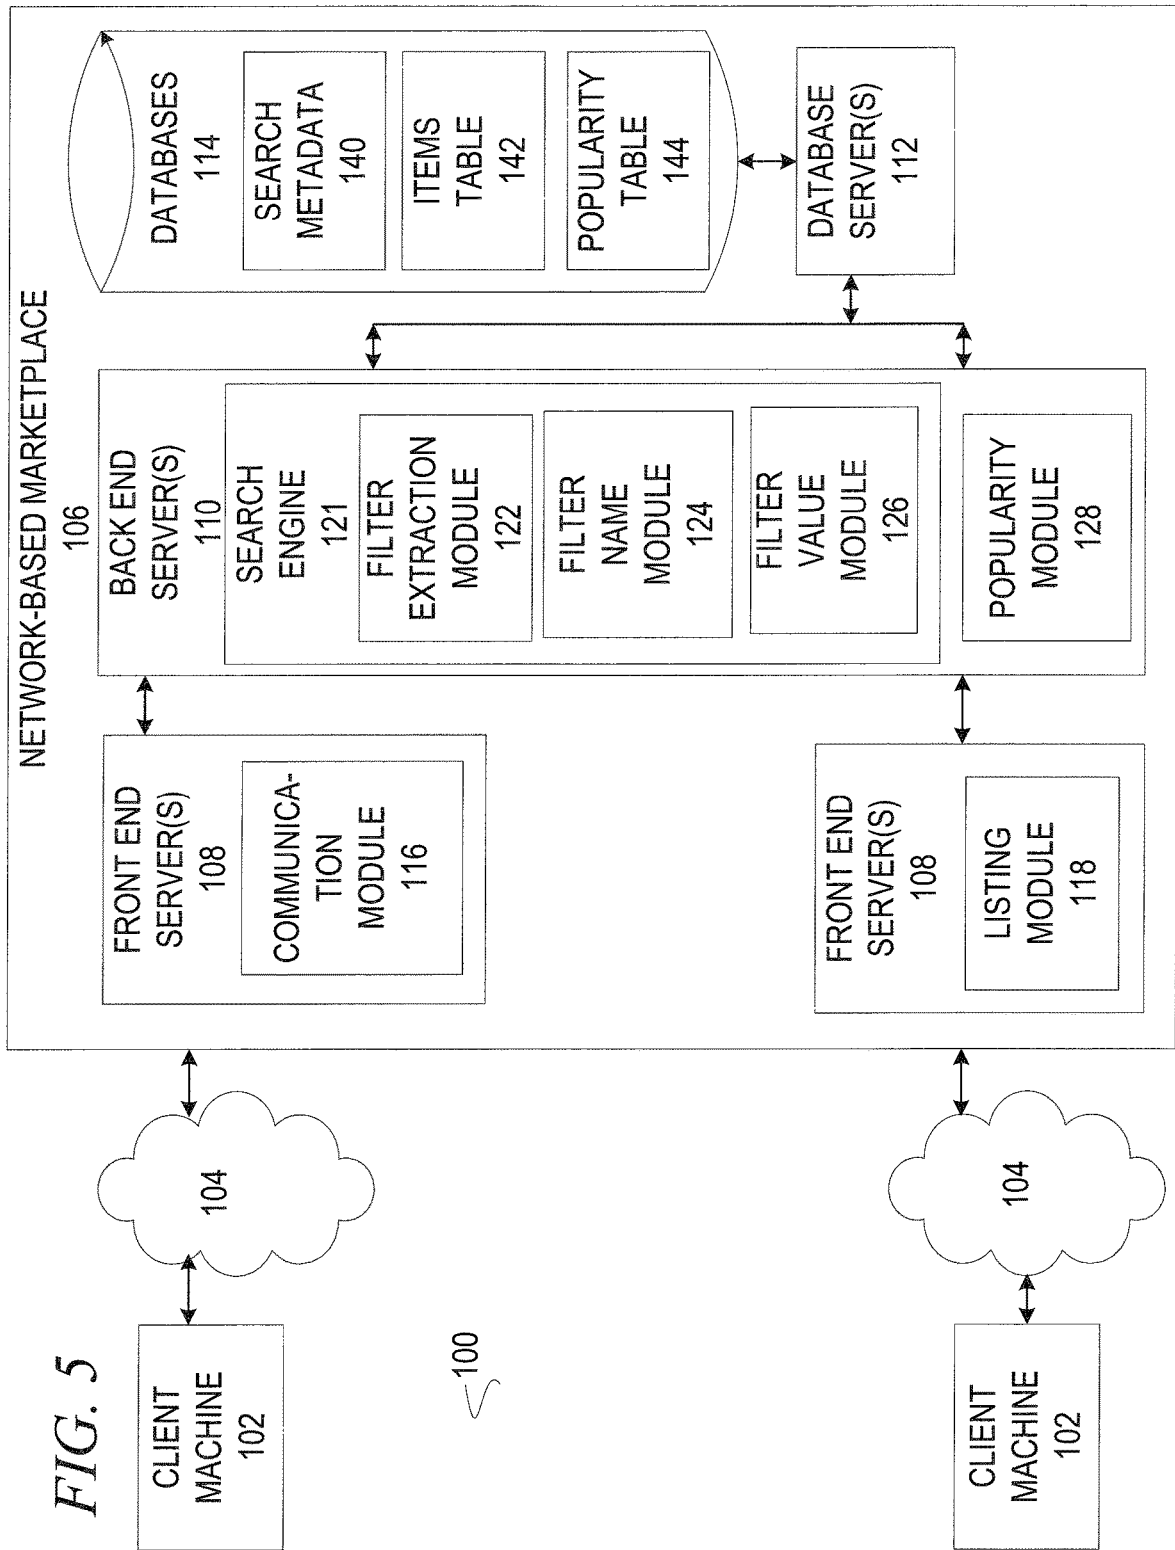 FIG. 5
100
CLIENT
MACHINE
102
104
CLIENT
MACHINE
102
104
NETWORK-BASED MARKETPLACE
106
FRONT END
SERVER(S)
108
COMMUNICA-
TION
MODULE
116
FRONT END
SERVER(S)
108
LISTING
MODULE
118
BACK END
SERVER(S)
110
SEARCH
ENGINE
121
FILTER
EXTRACTION
MODULE
122
FILTER
NAME
MODULE
124
FILTER
VALUE
MODULE
126
POPULARITY
MODULE
128
DATABASES
114
SEARCH
METADATA
140
ITEMS
TABLE
142
POPULARITY
TABLE
144
DATABASE
SERVER(S)
112